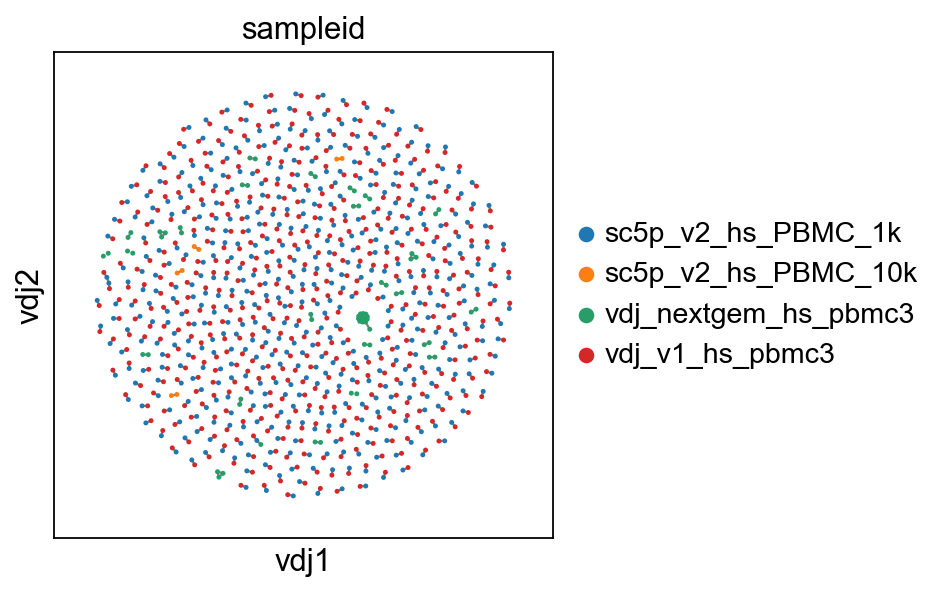 sampleid
vdj2
vdj1
sc5p_v2_hs_PBMC_1k
sc5p_v2_hs_PBMC_10k
vdj_nextgem_hs_pbmc3
vdj_v1_hs_pbmc3